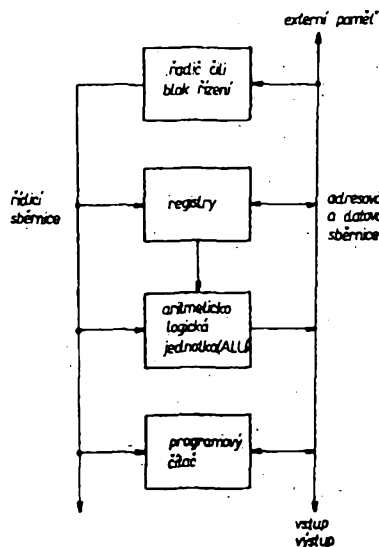 externí paměť
řadič čili
blok řízení
řídicí
sběrnice
registry
adresová
a datová
sběrnice
aritmeticko
logická
jednotka(ALU)
programový
čítač
vstup
výstup